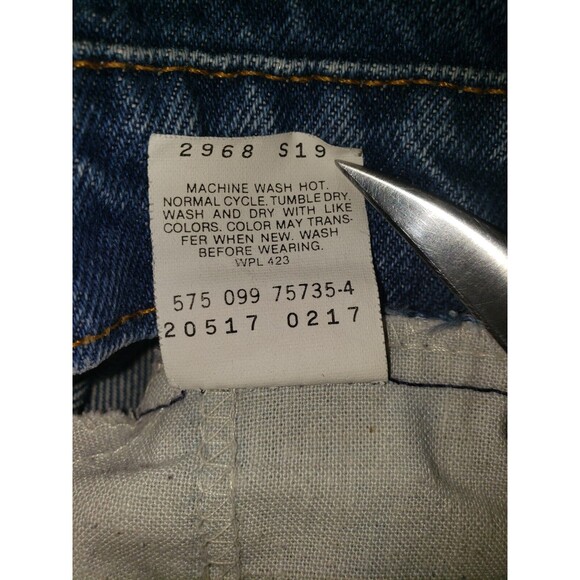 2968 S19
MACHINE WASH HOT.
NORMAL CYCLE. TUMBLE DRY.
WASH AND DRY WITH LIKE
COLORS. COLOR MAY TRANS-
FER WHEN NEW. WASH
BEFORE WEARING.
WPL 423
575 099 75735-4
20517 0217